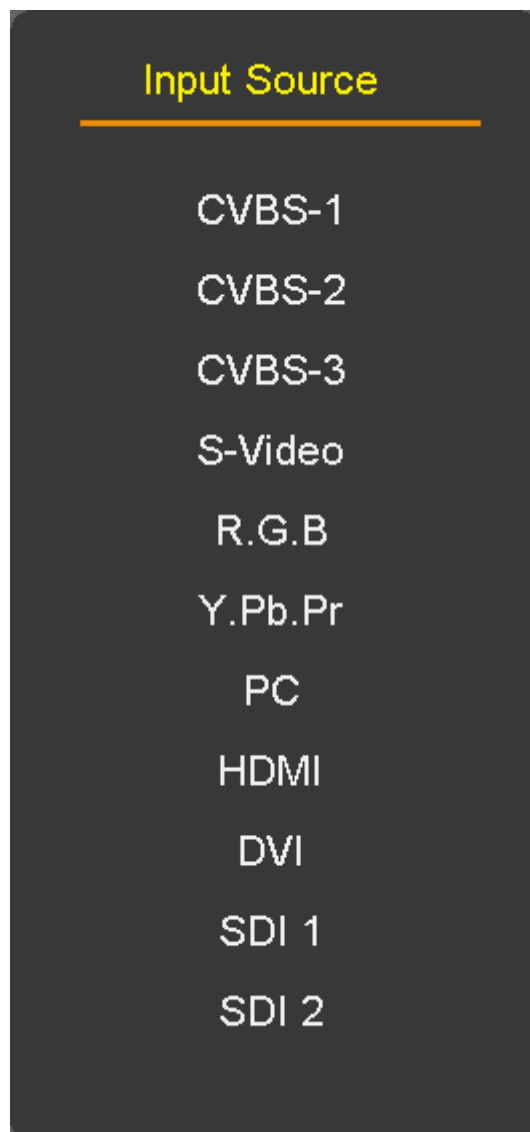 Input Source
CVBS-1
CVBS-2
CVBS-3
S-Video
R.G.B
Y.Pb.Pr
PC
HDMI
DVI
SDI 1
SDI 2